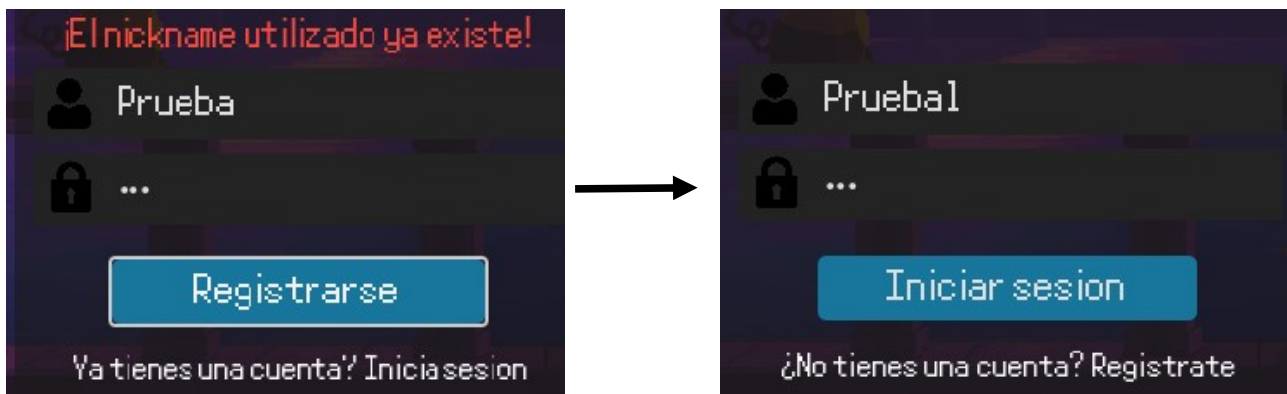 ¡El nickname utilizado ya existe!
Prueba
Registrarse
Ya tienes una cuenta? Inicia sesion
Prueba1
Iniciar sesion
¿No tienes una cuenta? Registrate